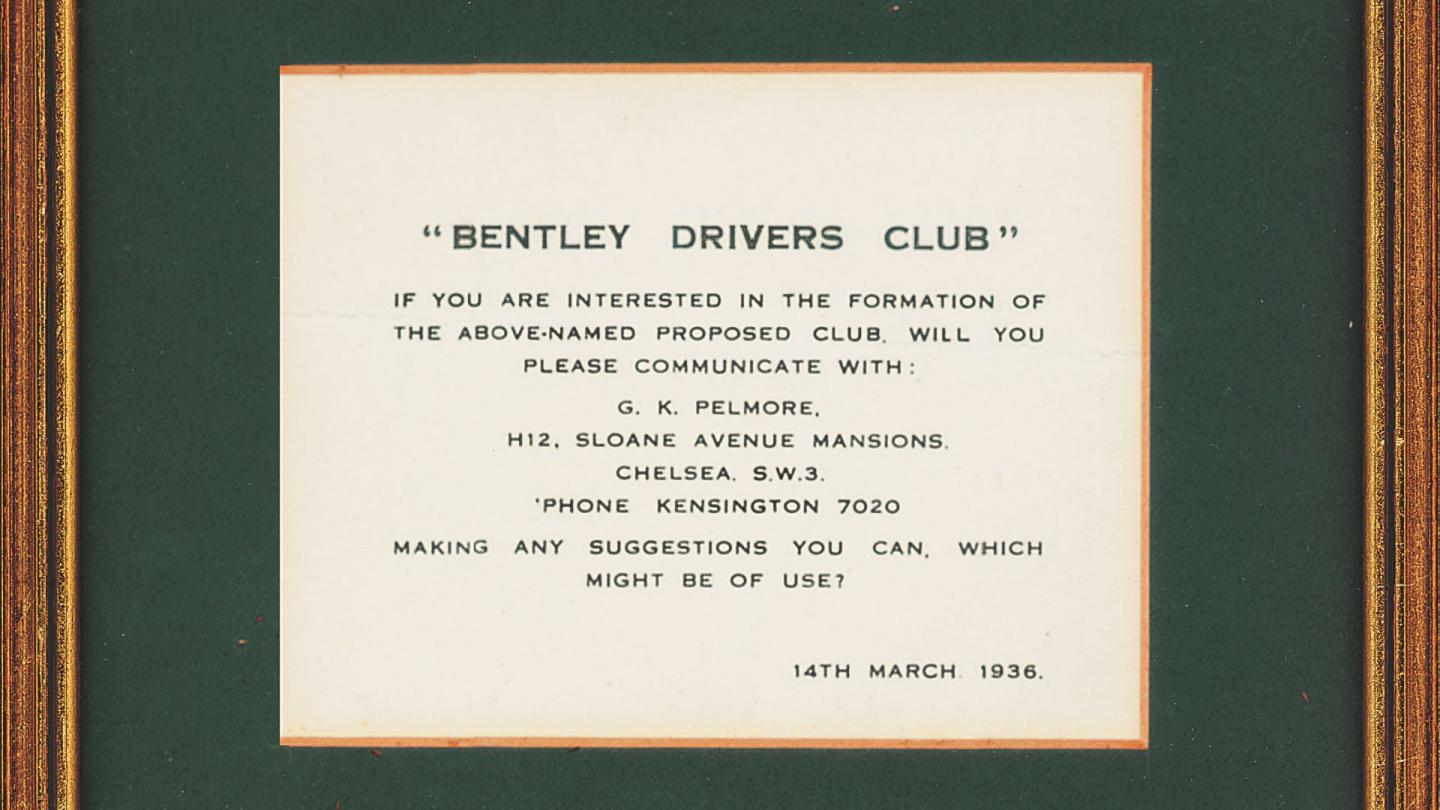 “BENTLEY DRIVERS CLUB”
IF YOU ARE INTERESTED IN THE FORMATION OF
THE ABOVE-NAMED PROPOSED CLUB, WILL YOU
PLEASE COMMUNICATE WITH:
G. K. PELMORE,
H12, SLOANE AVENUE MANSIONS,
CHELSEA, S.W.3.
'PHONE KENSINGTON 7020
MAKING ANY SUGGESTIONS YOU CAN, WHICH
MIGHT BE OF USE?
14TH MARCH, 1936.